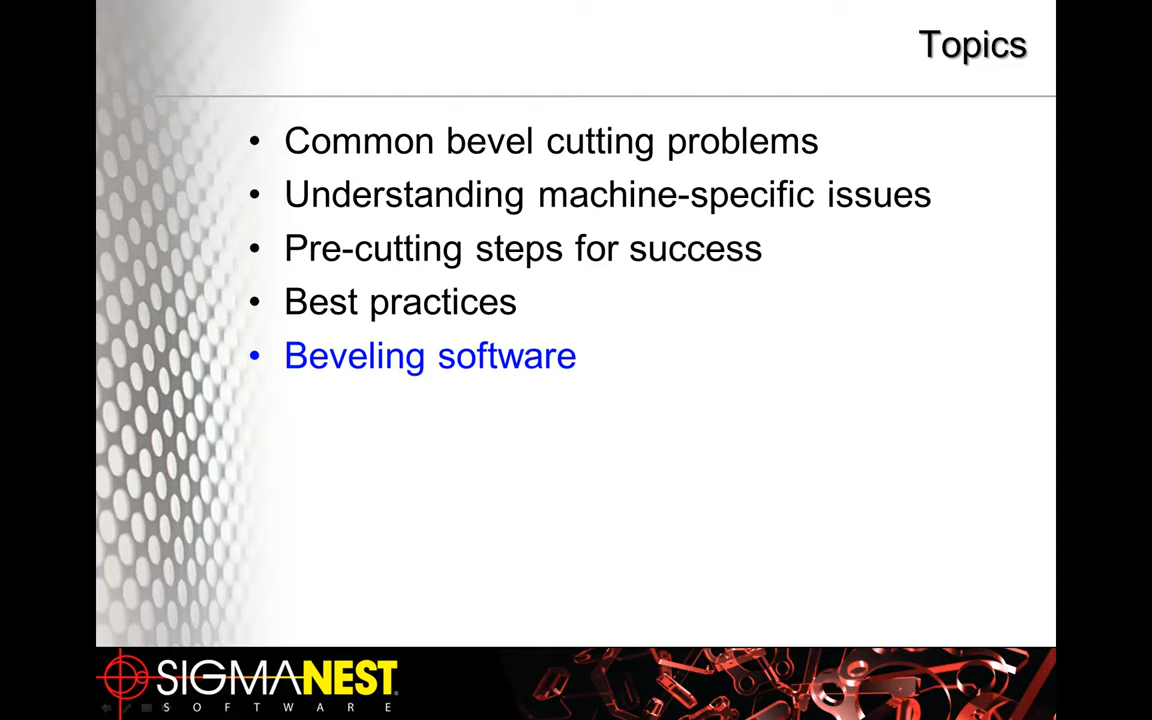 Topics
• Common bevel cutting problems
• Understanding machine-specific issues
• Pre-cutting steps for success
• Best practices
• Beveling software
SIGMANEST
SOFTWARE